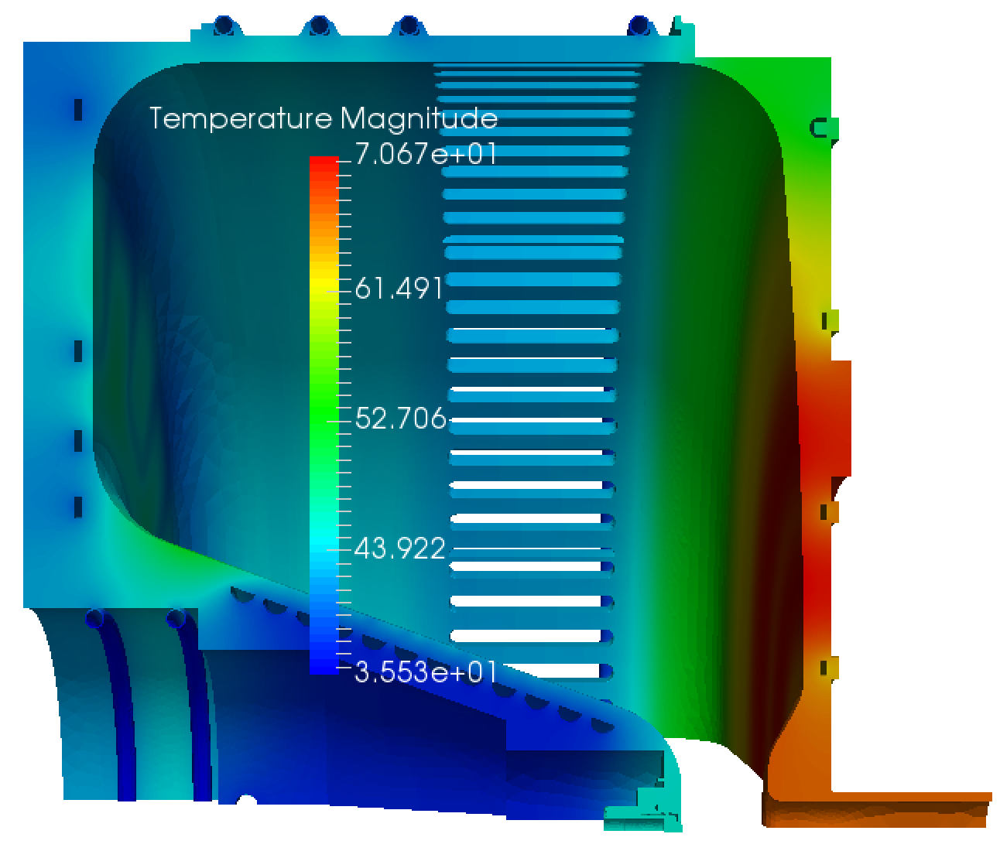 Temperature Magnitude
7.067e+01
61.491
52.706
43.922
3.553e+01